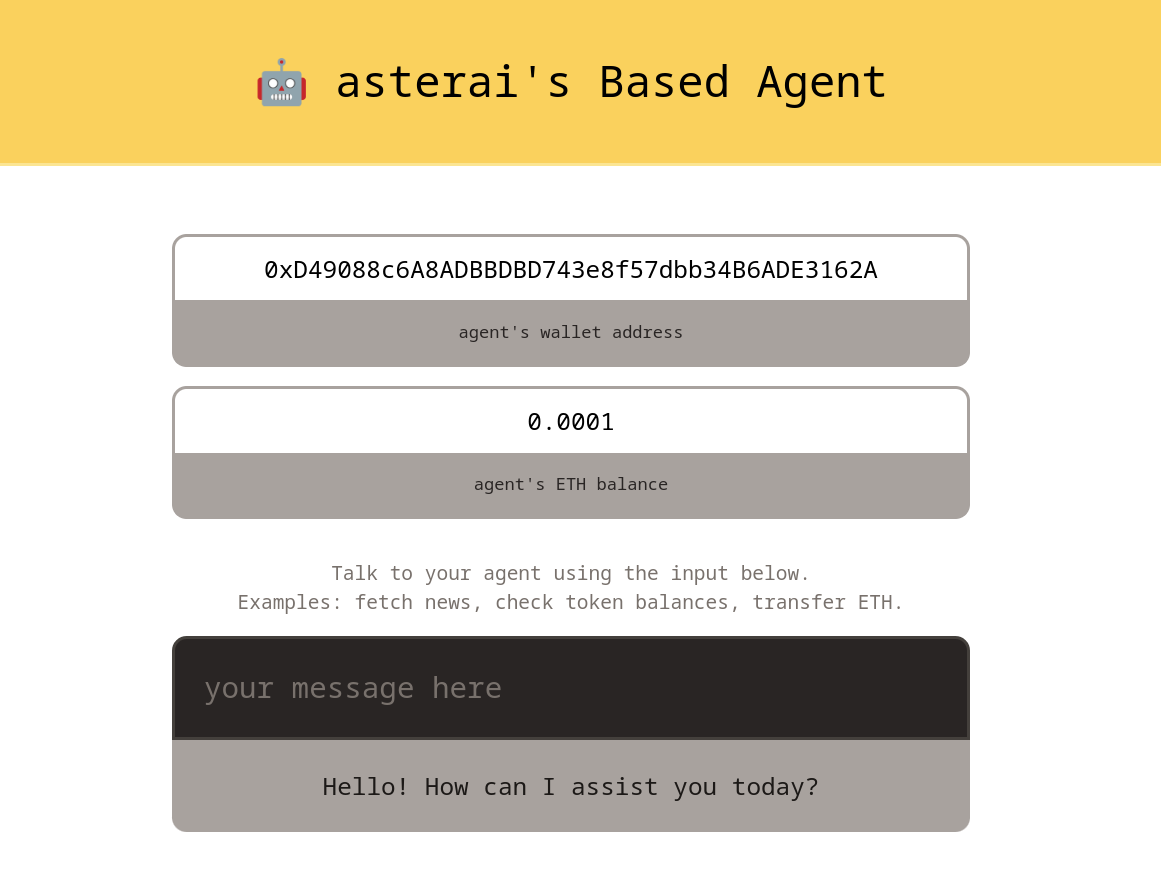 🤖 asterai's Based Agent
0xD49088c6A8ADBBDBD743e8f57dbb34B6ADE3162A
agent's wallet address
0.0001
agent's ETH balance
Talk to your agent using the input below.
Examples: fetch news, check token balances, transfer ETH.
your message here
Hello! How can I assist you today?